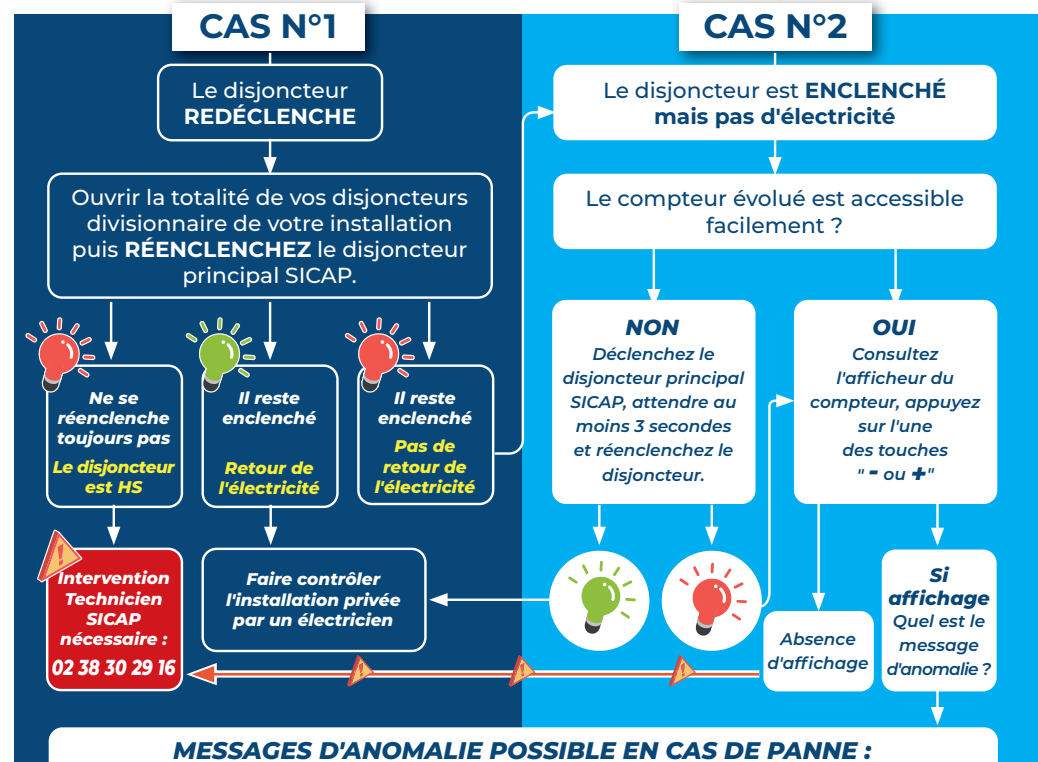 CAS N°1
Le disjoncteur
REDÉCLENCHE
Ouvrir la totalité de vos disjoncteurs
divisionnaire de votre installation
puis RÉENCLENCHEZ le disjoncteur
principal SICAP.
Ne se
réenclenche
toujours pas
Le disjoncteur
est HS
Il reste
enclenché
Retour de
l'électricité
Il reste
enclenché
Pas de
retour de
l'électricité
Intervention
Technicien
SICAP
nécessaire :
02 38 30 29 16
Faire contrôler
l'installation privée
par un électricien
CAS N°2
Le disjoncteur est ENCLENCHÉ
mais pas d'électricité
Le compteur évolué est accessible
facilement ?
NON
Déclenchez le
disjoncteur principal
SICAP, attendre au
moins 3 secondes
et réenclenchez le
disjoncteur.
OUI
Consultez
l'afficheur du
compteur, appuyez
sur l'une
des touches
" - ou +"
Absence
d'affichage
Si
affichage
Quel est le
message
d'anomalie ?
MESSAGES D'ANOMALIE POSSIBLE EN CAS DE PANNE :